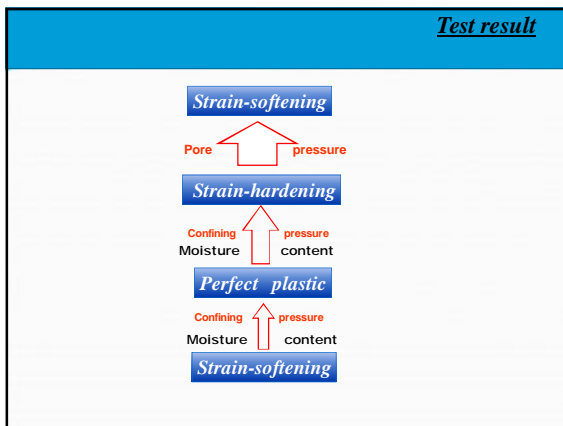 Test result
Strain-softening
Pore pressure
Strain-hardening
Confining pressure
Moisture content
Perfect plastic
Confining pressure
Moisture content
Strain-softening